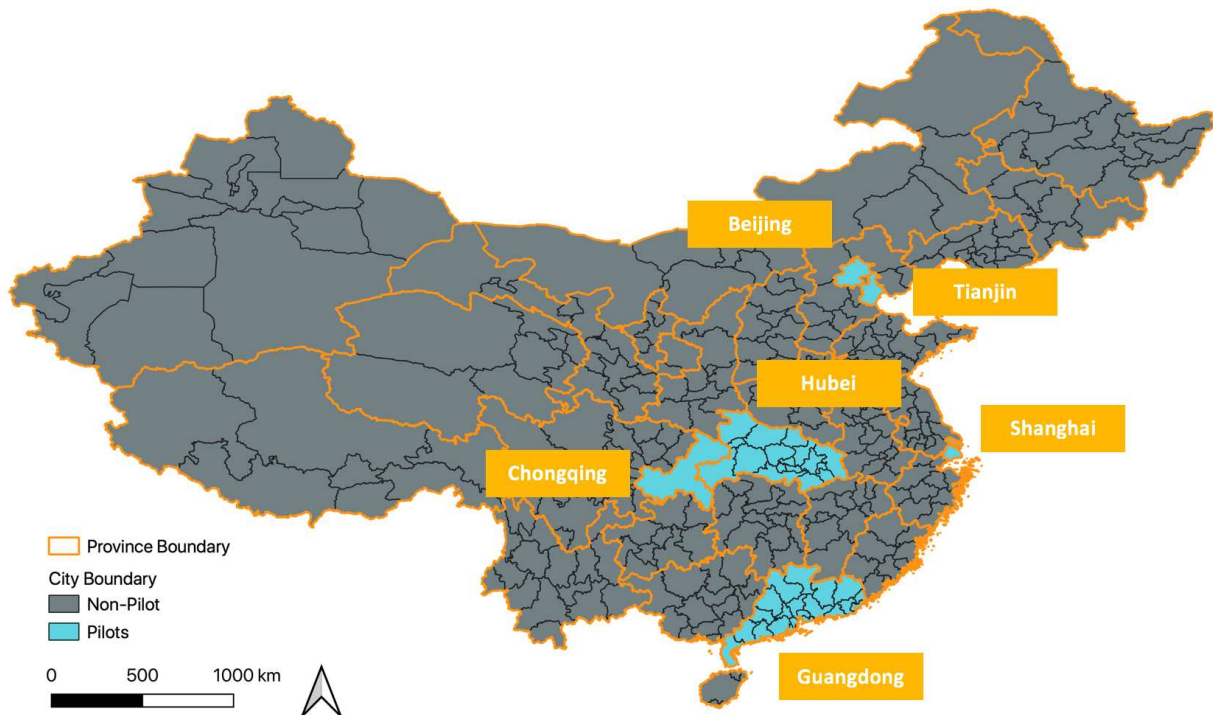 Beijing
Tianjin
Hubei
Shanghai
Chongqing
Province Boundary
City Boundary
Non-Pilot
Pilots
0 500 1000 km
Guangdong